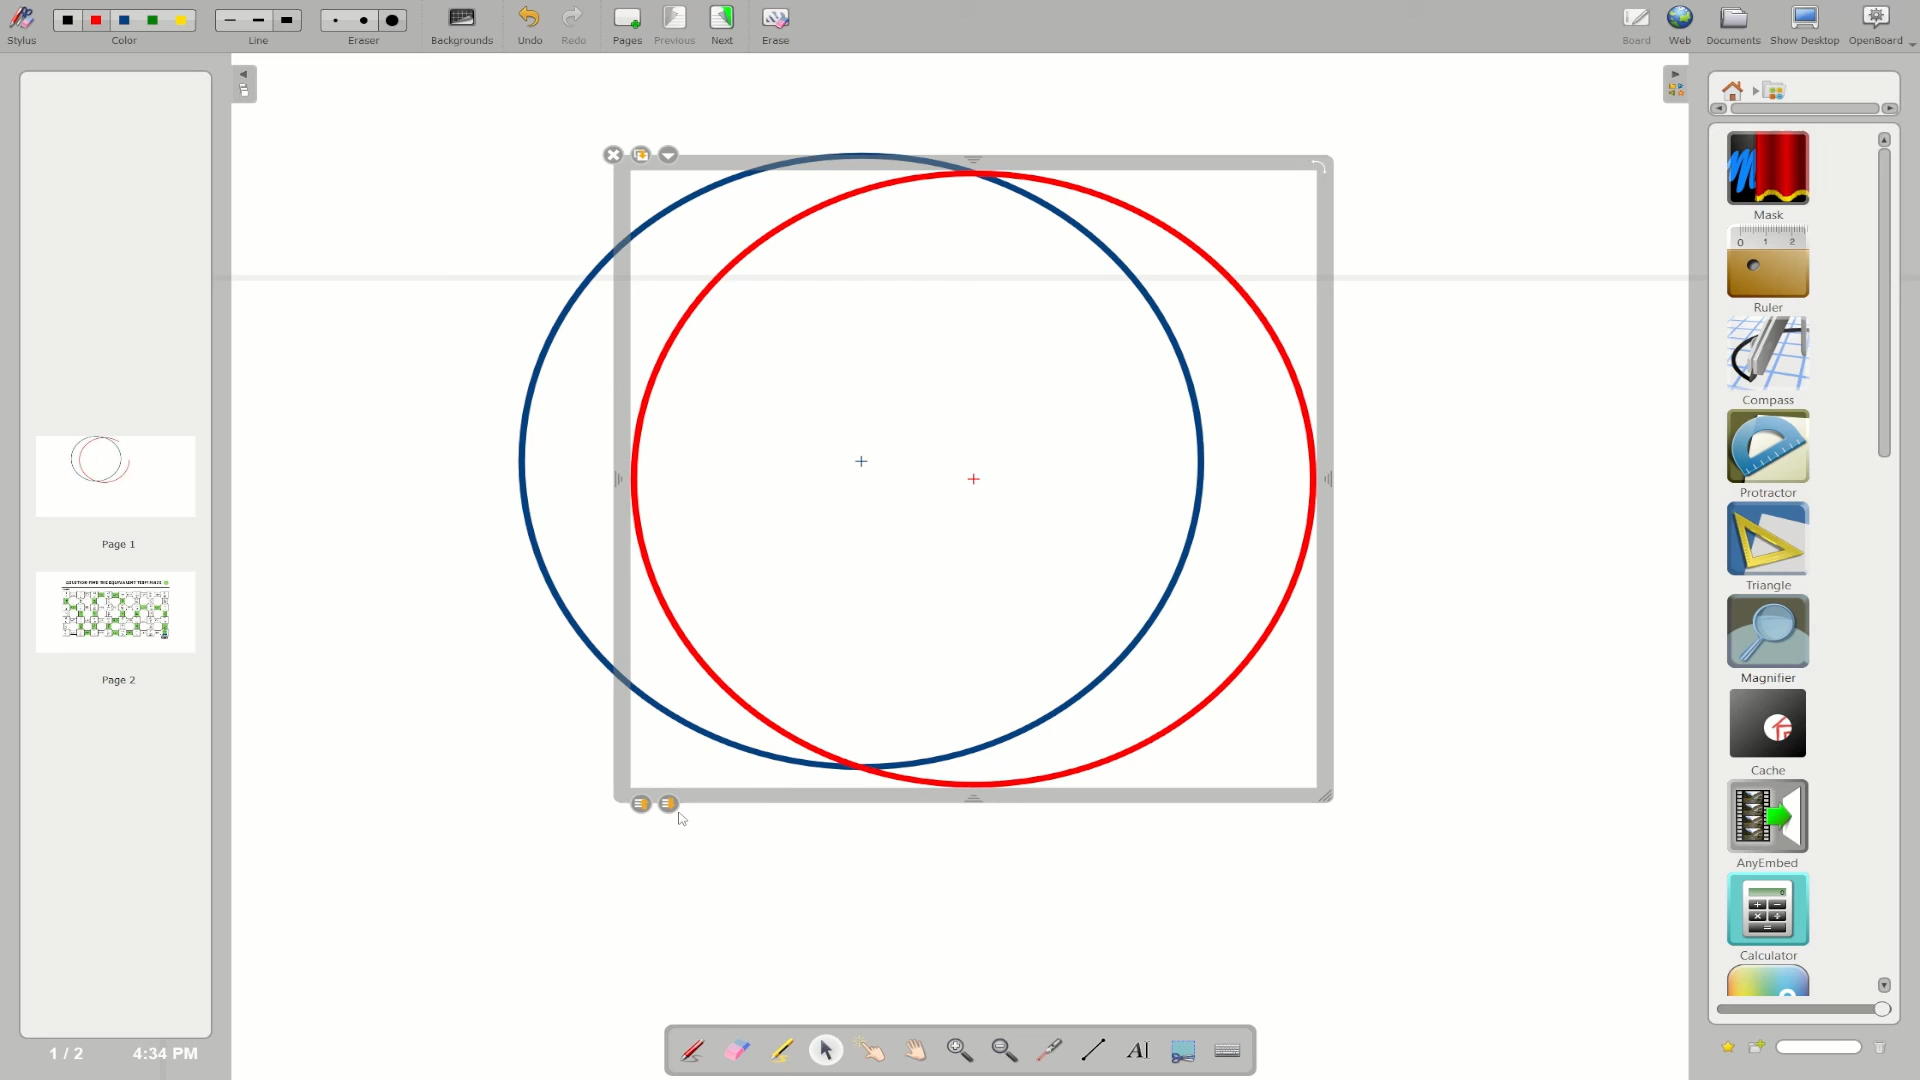 Stylus
Color
Line
Eraser
Backgrounds
Undo
Redo
Pages
Previous
Next
Erase
Board
Web
Documents
Show Desktop
OpenBoard
Mask
0 1 2
Ruler
Compass
Protractor
Triangle
Magnifier
Cache
AnyEmbed
Calculator
Page 1
Page 2
1 / 2
4:34 PM
AI